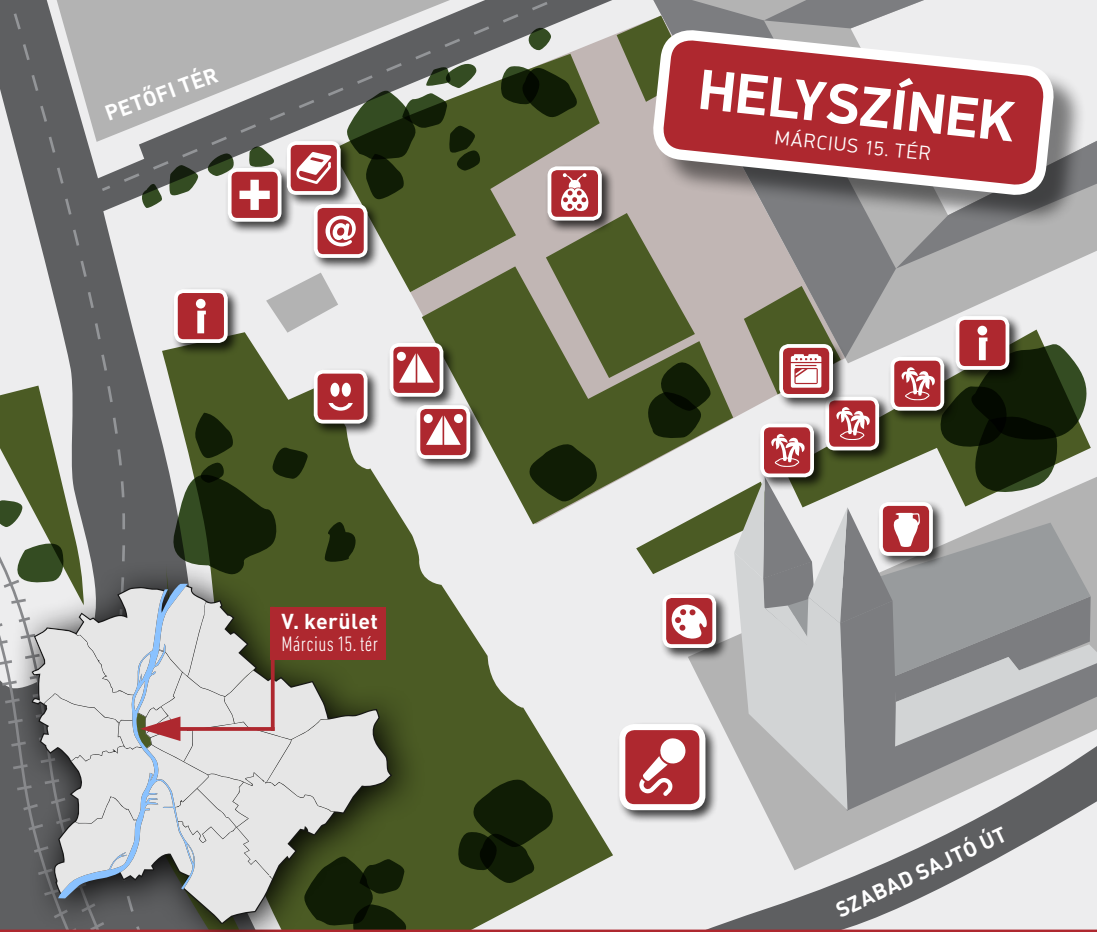 PETŐFI TÉR
HELYSZÍNEK
MÁRCIUS 15. TÉR
@
i
i
V. kerület
Március 15. tér
SZABAD SAJTÓ ÚT